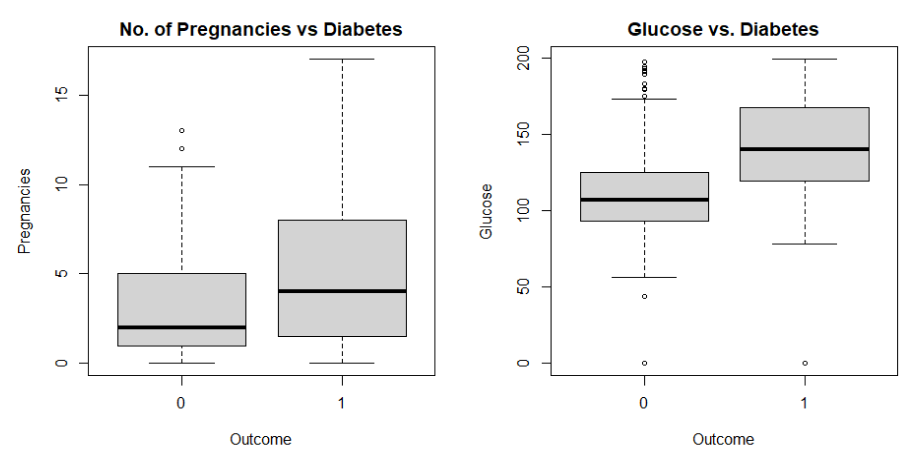 No. of Pregnancies vs Diabetes
Pregnancies
15
10
5
0
0 1
Outcome
Glucose vs. Diabetes
Glucose
200
150
100
50
0
0 1
Outcome